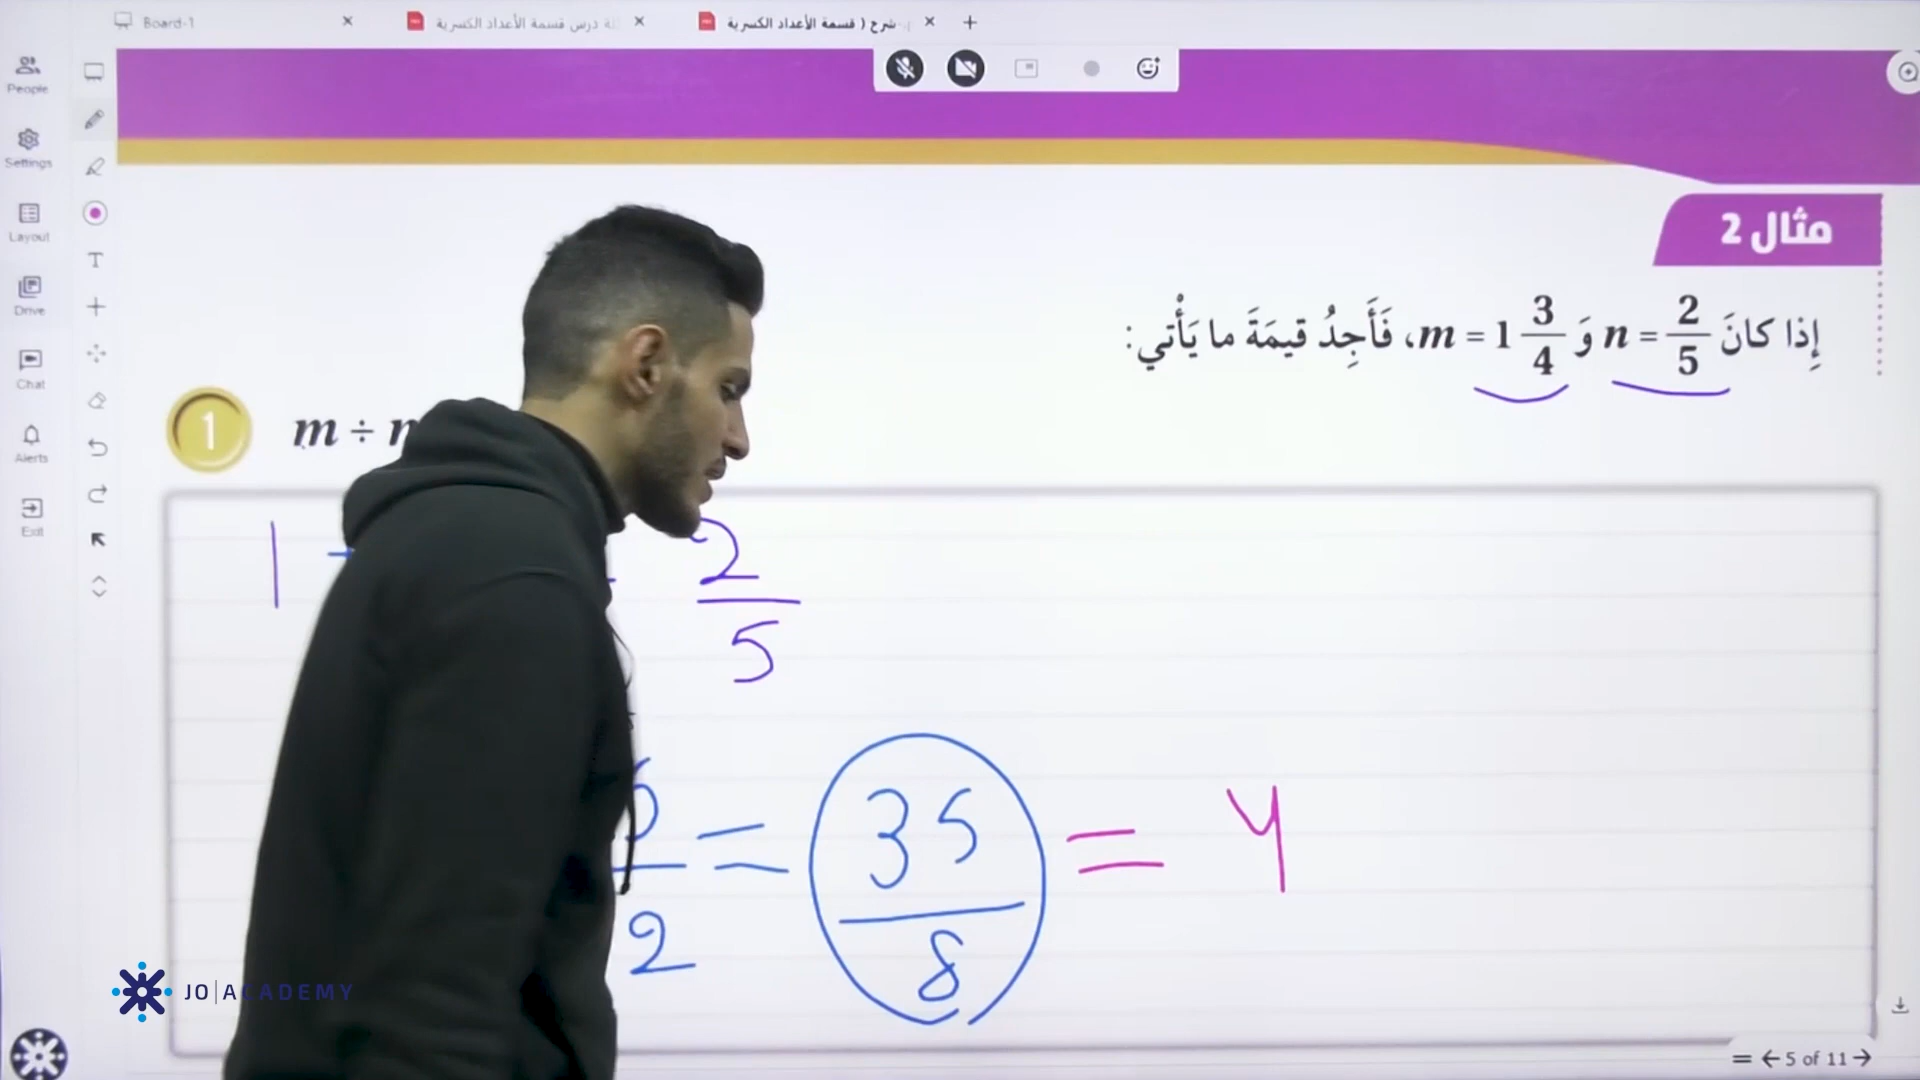 Board-1
لة درس قسمة الأعداد الكسرية
شرح ( قسمة الأعداد الكسرية
People
Settings
Layout
Drive
Chat
Alerts
Exit
T
مثال 2
إِذا كانَ n = 2/5 وَ m = 1 3/4، فَأَجِدُ قيمَةَ ما يَأْتي:
1 m ÷ n
1 + 2/5
5/2 = 35/8 = 4
JO|ACADEMY
5 of 11